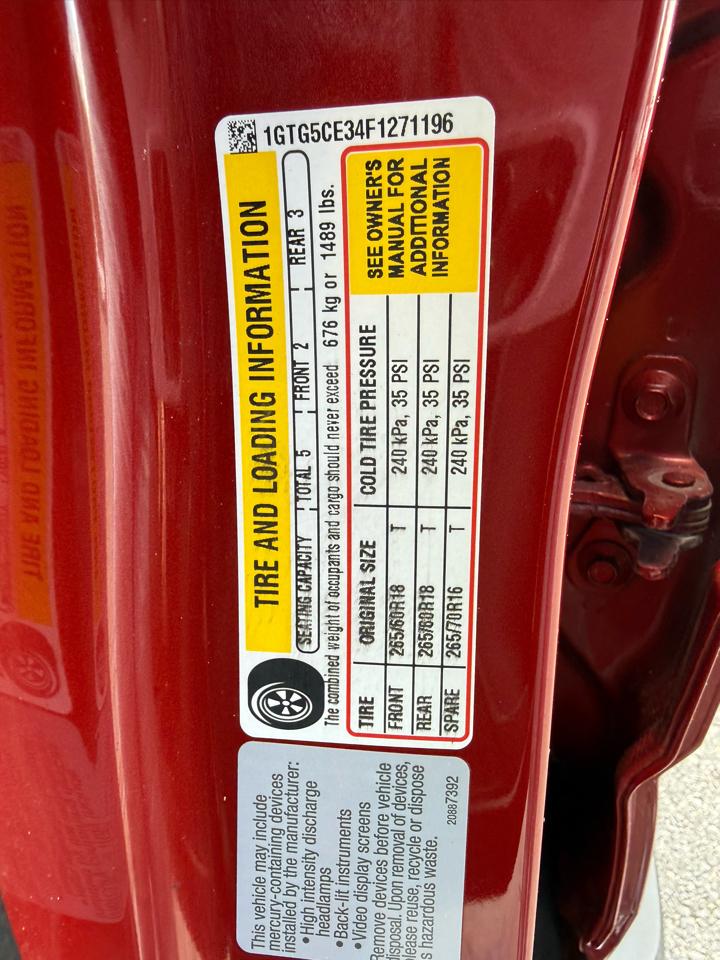 1GTG5CE34F1271196
TIRE AND LOADING INFORMATION
SEATING CAPACITY TOTAL 5 FRONT 2 REAR 3
The combined weight of occupants and cargo should never exceed 676 kg or 1489 lbs.
TIRE ORIGINAL SIZE COLD TIRE PRESSURE
FRONT 265/60R18 T 240 kPa, 35 PSI
REAR 265/60R18 T 240 kPa, 35 PSI
SPARE 265/70R16 T 240 kPa, 35 PSI
SEE OWNER'S
MANUAL FOR
ADDITIONAL
INFORMATION
This vehicle may include
mercury-containing devices
installed by the manufacturer:
•High intensity discharge
headlamps
•Back-lit Instruments
•Video display screens
Remove devices before vehicle
disposal. Upon removal of devices,
please reuse, recycle or dispose
s hazardous waste.
20887392
TIRE AND LOADING INFORMATION